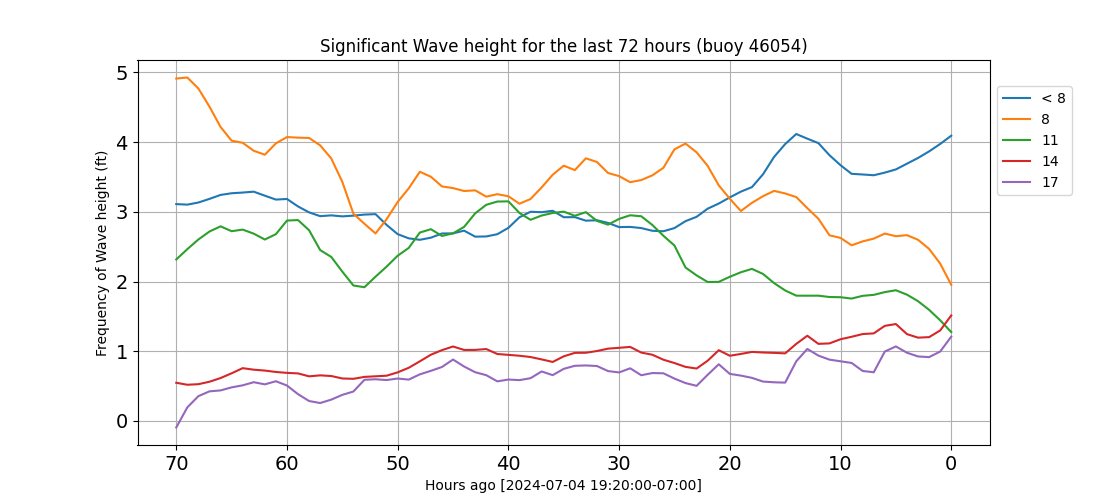 Significant Wave height for the last 72 hours (buoy 46054)
Frequency of Wave height (ft)
5
4
3
2
1
0
70 60 50 40 30 20 10 0
Hours ago [2024-07-04 19:20:00-07:00]
< 8
8
11
14
17